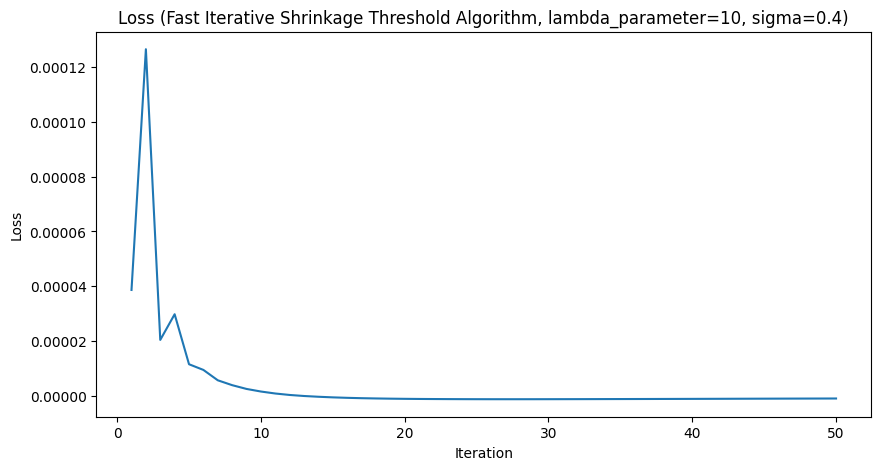 Loss (Fast Iterative Shrinkage Threshold Algorithm, lambda_parameter=10, sigma=0.4)
0.00012
0.00010
0.00008
0.00006
0.00004
0.00002
0.00000
Loss
0 10 20 30 40 50
Iteration